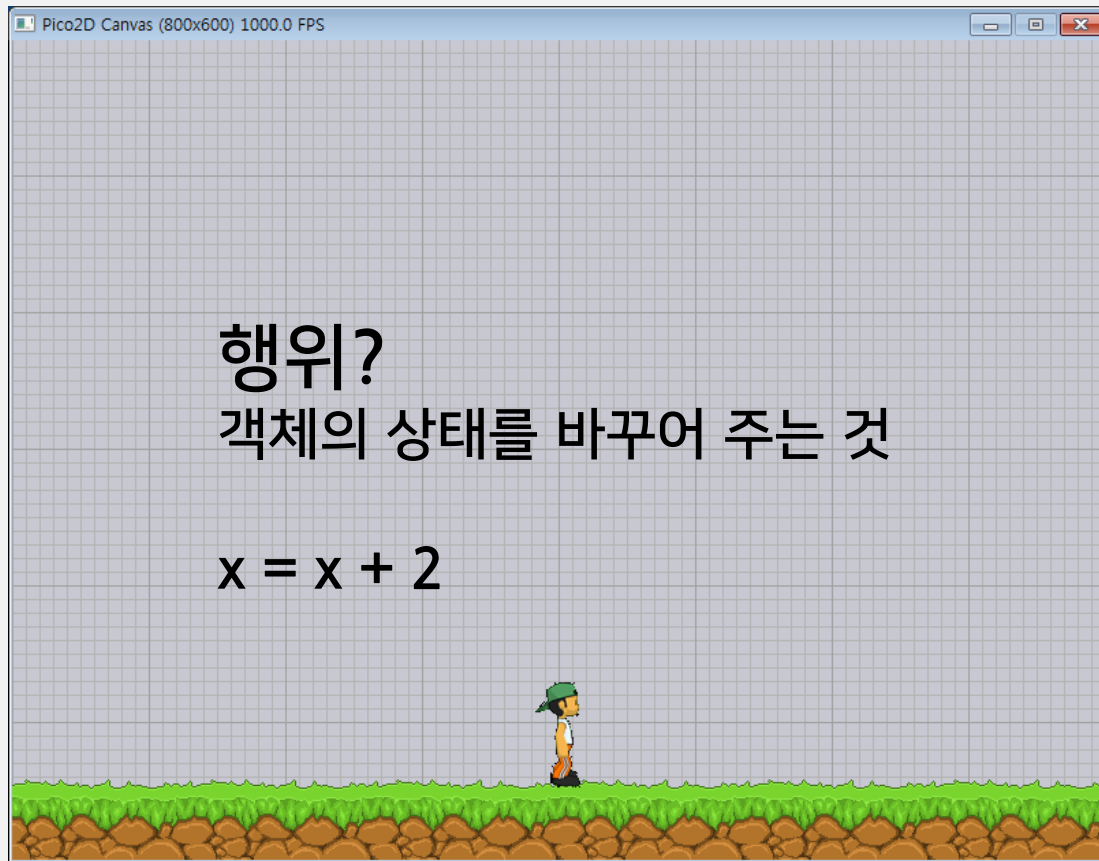 Pico2D Canvas (800x600) 1000.0 FPS
행위?
객체의 상태를 바꾸어 주는 것
x = x + 2